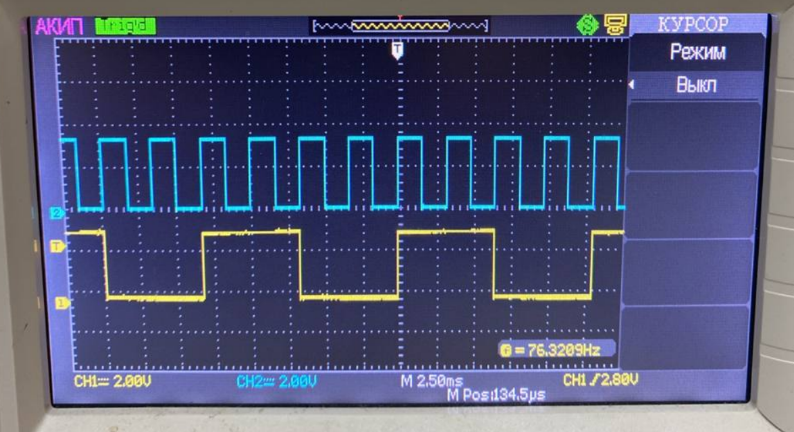 АКИП Trig'd КУРСОР
T Режим
Выкл
2
T
1
f = 76.3209Hz
CH1 2.00V CH2 2.00V M 2.50ms CH1 2.80V
M Pos:134.5µs